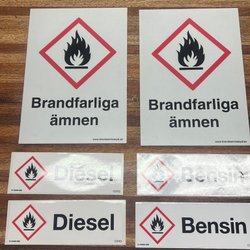 Brandfarliga
ämnen
Brandfarliga
ämnen
Diesel
Bensin
Diesel
Bensin